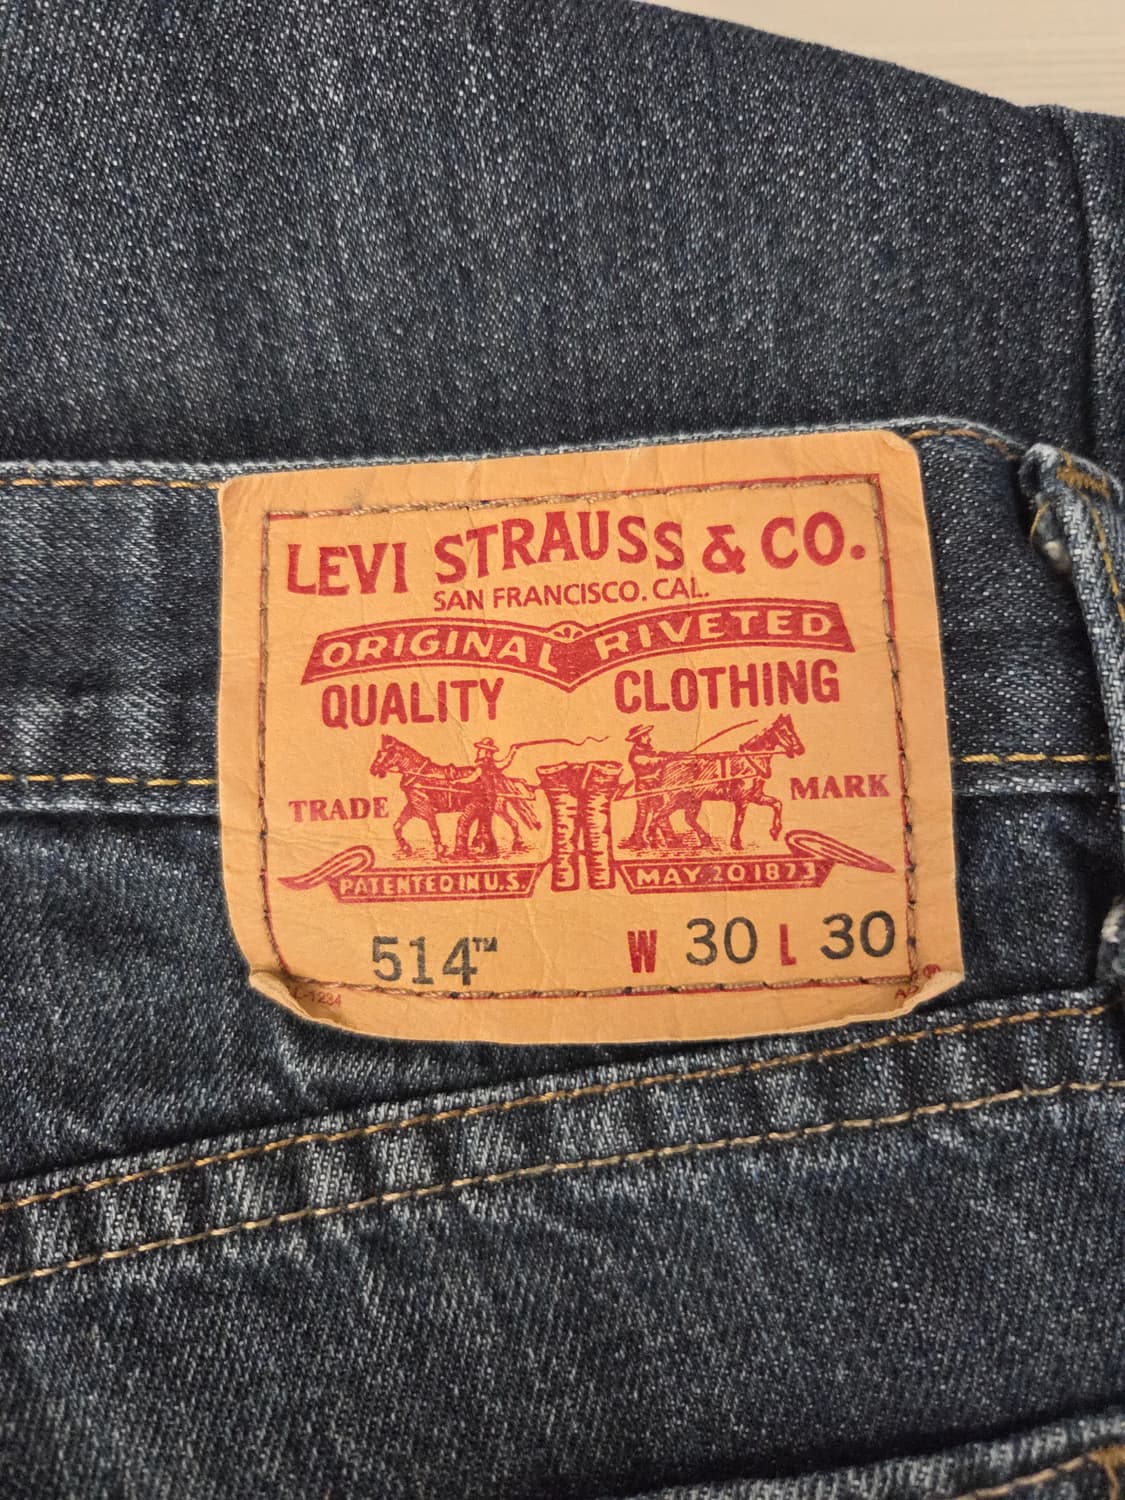 LEVI STRAUSS & CO.
SAN FRANCISCO. CAL.
ORIGINAL RIVETED
QUALITY CLOTHING
TRADE MARK
PATENTED IN U.S. MAY 20 1873
514™ W 30 L 30
®